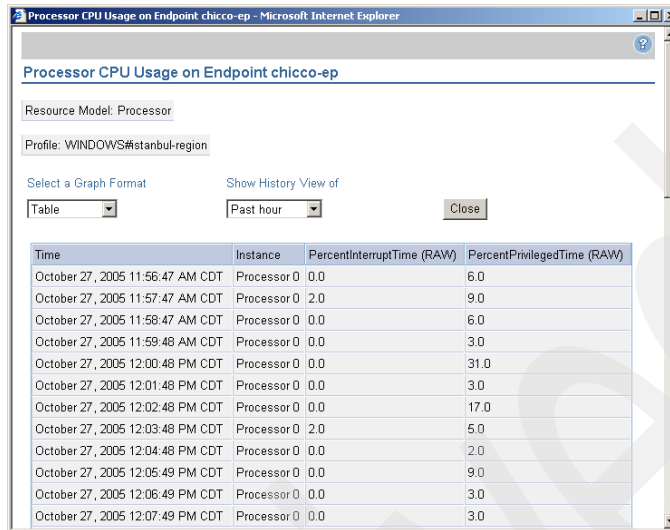 Processor CPU Usage on Endpoint chicco-ep - Microsoft Internet Explorer
?
Processor CPU Usage on Endpoint chicco-ep
Resource Model: Processor
Profile: WINDOWS#istanbul-region
Select a Graph Format Show History View of
Table Past hour Close
Time Instance PercentInterruptTime (RAW) PercentPrivilegedTime (RAW)
October 27, 2005 11:56:47 AM CDT Processor 0 0.0 6.0
October 27, 2005 11:57:47 AM CDT Processor 0 2.0 9.0
October 27, 2005 11:58:47 AM CDT Processor 0 0.0 6.0
October 27, 2005 11:59:48 AM CDT Processor 0 0.0 3.0
October 27, 2005 12:00:48 PM CDT Processor 0 0.0 31.0
October 27, 2005 12:01:48 PM CDT Processor 0 0.0 3.0
October 27, 2005 12:02:48 PM CDT Processor 0 0.0 17.0
October 27, 2005 12:03:48 PM CDT Processor 0 2.0 5.0
October 27, 2005 12:04:48 PM CDT Processor 0 0.0 2.0
October 27, 2005 12:05:49 PM CDT Processor 0 0.0 9.0
October 27, 2005 12:06:49 PM CDT Processor 0 0.0 3.0
October 27, 2005 12:07:49 PM CDT Processor 0 0.0 3.0